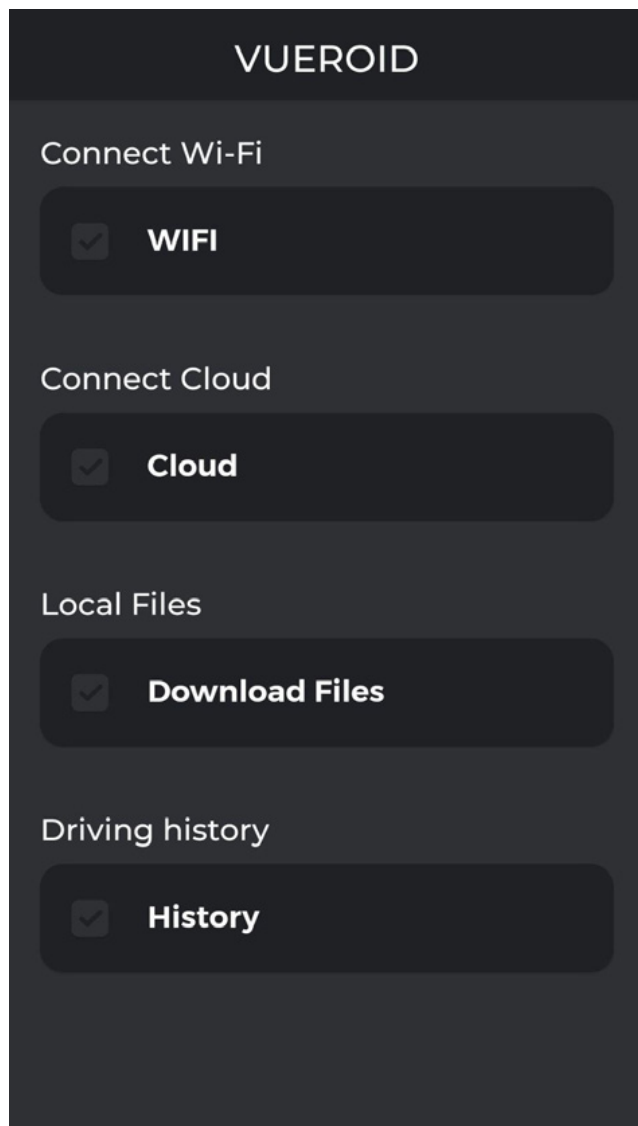 VUEROID
Connect Wi-Fi
WIFI
Connect Cloud
Cloud
Local Files
Download Files
Driving history
History